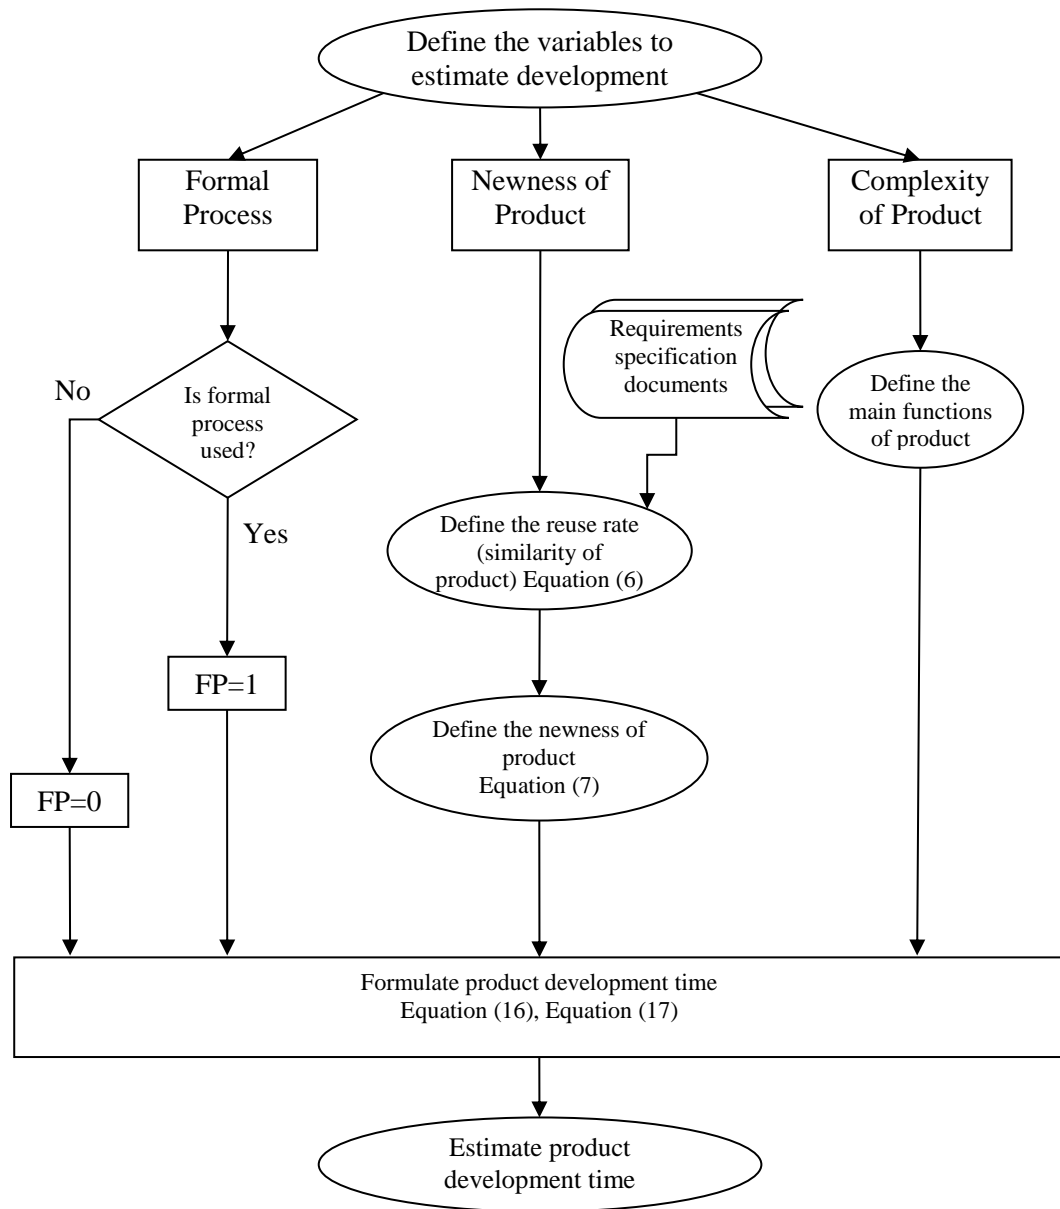 Define the variables to
estimate development
Formal
Process
Newness of
Product
Complexity
of Product
Requirements
specification
documents
No
Is formal
process
used?
Define the
main functions
of product
Yes
Define the reuse rate
(similarity of
product) Equation (6)
FP=1
Define the newness of
product
Equation (7)
FP=0
Formulate product development time
Equation (16), Equation (17)
Estimate product
development time